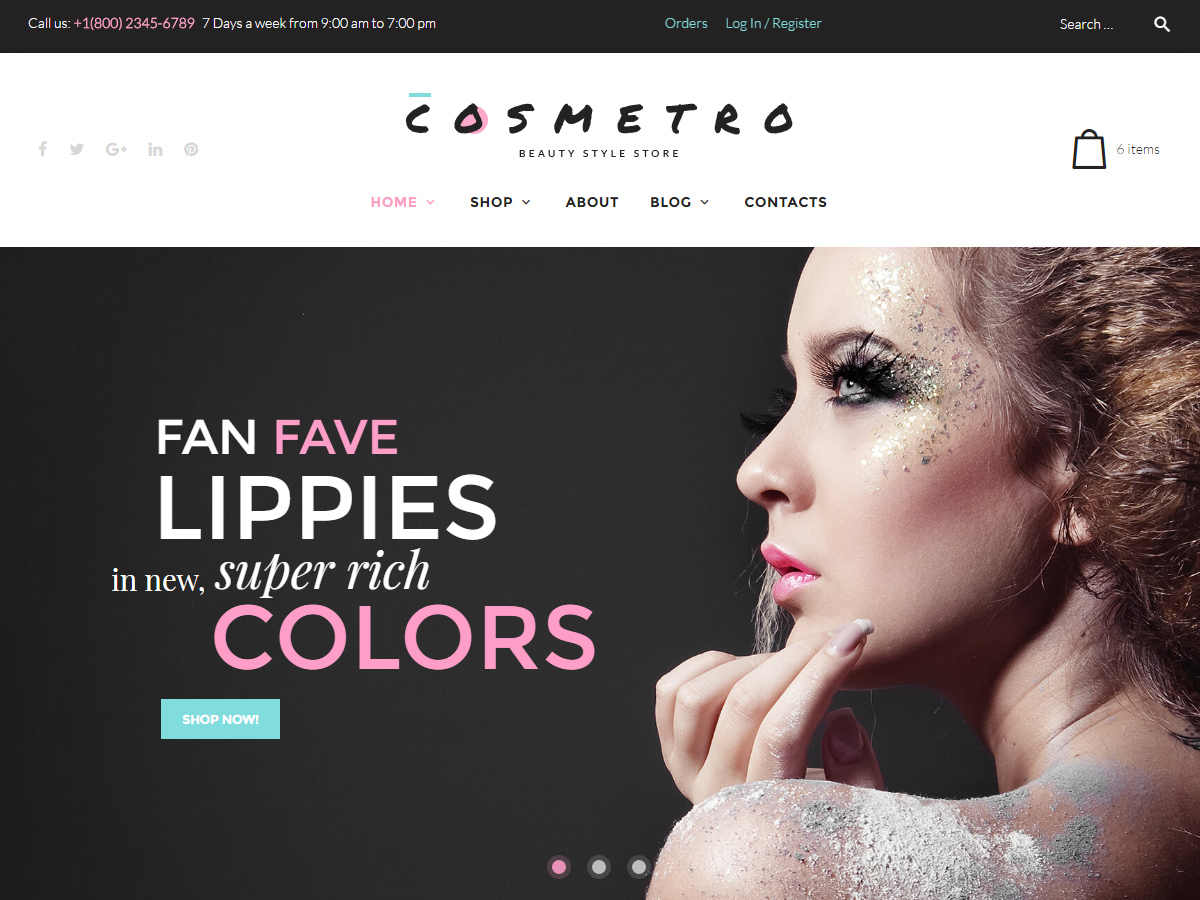 Call us: +1(800) 2345-6789 7 Days a week from 9:00 am to 7:00 pm
Orders
Log In / Register
Search ...
COSMETRO
BEAUTY STYLE STORE
6 items
HOME
SHOP
ABOUT
BLOG
CONTACTS
FAN FAVE
LIPPIES
in new, super rich
COLORS
SHOP NOW!